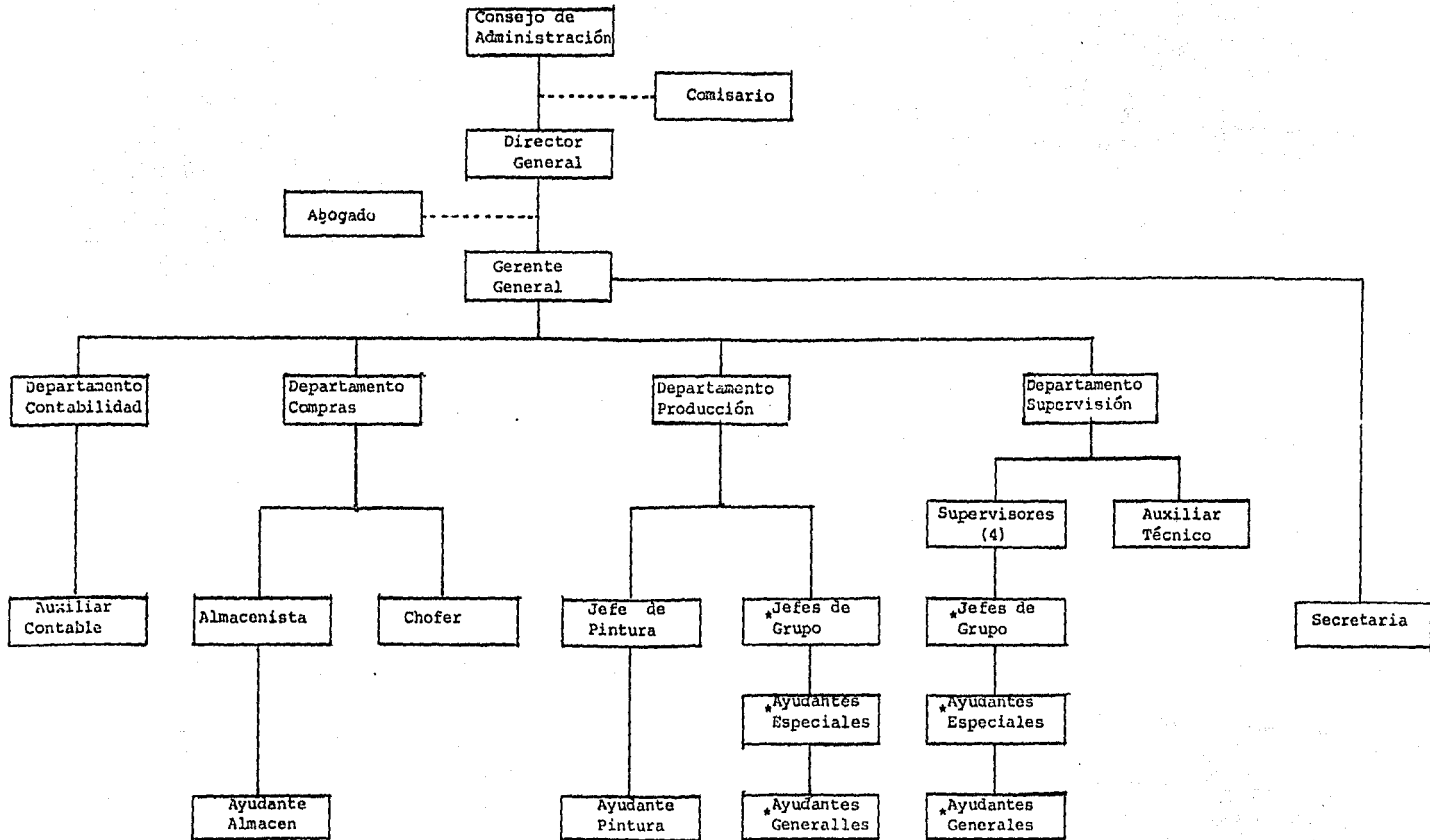 Consejo de
Administración
Comisario
Director
General
Abogado
Gerente
General
Departamento
Contabilidad
Departamento
Compras
Departamento
Producción
Departamento
Supervisión
Supervisores
(4)
Auxiliar
Técnico
Auxiliar
Contable
Almacenista
Chofer
Jefe de
Pintura
*Jefes de
Grupo
*Jefes de
Grupo
Secretaria
*Ayudantes
Especiales
*Ayudantes
Especiales
Ayudante
Almacen
Ayudante
Pintura
*Ayudantes
Generalles
*Ayudantes
Generales